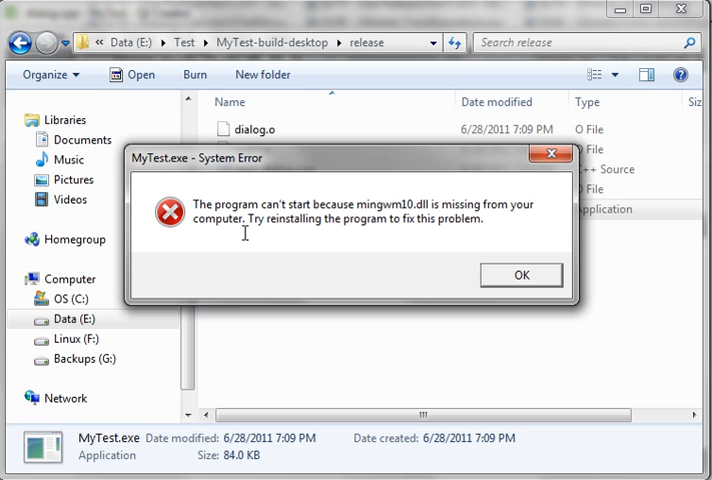 Data (E:) Test MyTest-build-desktop release Search release
Organize Open Burn New folder
Name Date modified Type Siz
Libraries
Documents
Music
Pictures
Videos
Homegroup
Computer
OS (C:)
Data (E:)
Linux (F:)
Backups (G:)
Network
dialog.o 6/28/2011 7:09 PM O File
C++ Source
O File
Application
MyTest.exe - System Error
The program can't start because mingwm10.dll is missing from your
computer. Try reinstalling the program to fix this problem.
OK
MyTest.exe Date modified: 6/28/2011 7:09 PM Date created: 6/28/2011 7:09 PM
Application Size: 84.0 KB